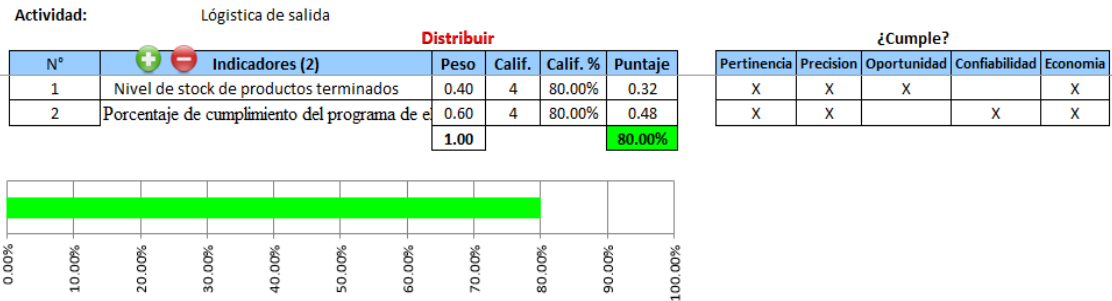 Actividad: Lógistica de salida
Distribuir ¿Cumple?
N° Indicadores (2) Peso Calif. Calif. % Puntaje Pertinencia Precision Oportunidad Confiabilidad Economia
1 Nivel de stock de productos terminados 0.40 4 80.00% 0.32 X X X X
2 Porcentaje de cumplimiento del programa de el 0.60 4 80.00% 0.48 X X X X
1.00 80.00%
0.00% 10.00% 20.00% 30.00% 40.00% 50.00% 60.00% 70.00% 80.00% 90.00% 100.00%